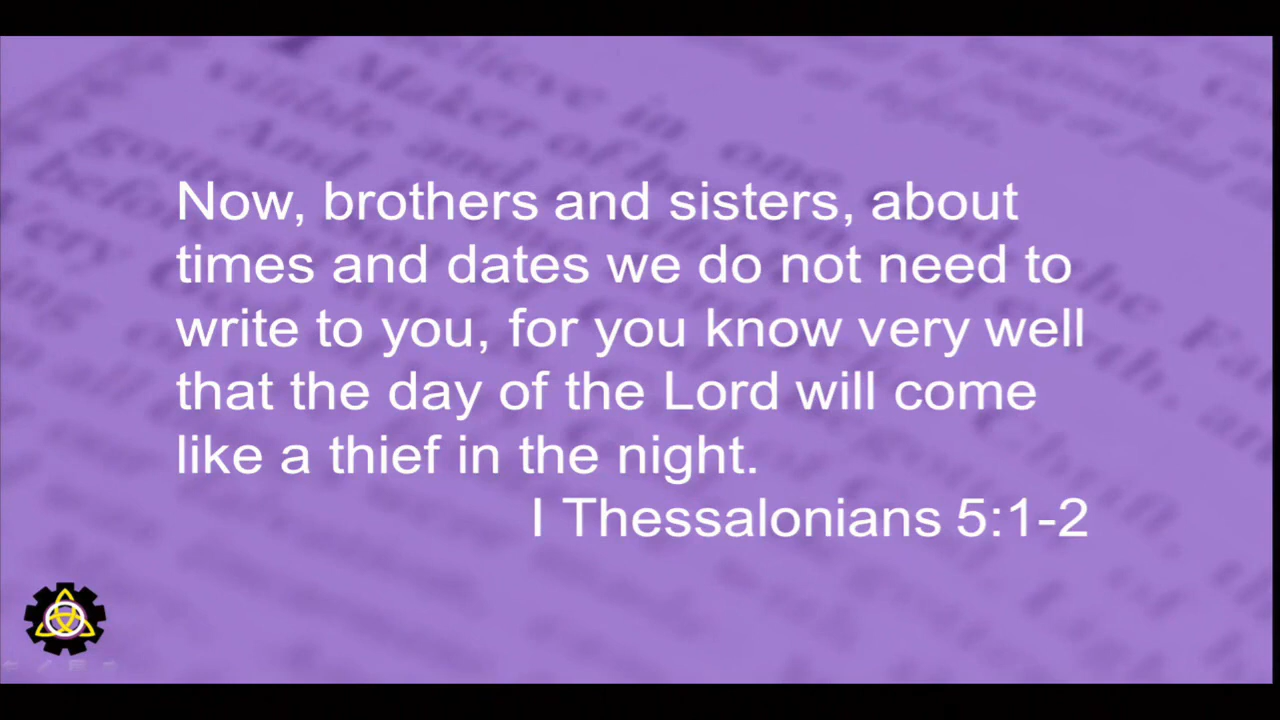 Now, brothers and sisters, about
times and dates we do not need to
write to you, for you know very well
that the day of the Lord will come
like a thief in the night.
I Thessalonians 5:1-2